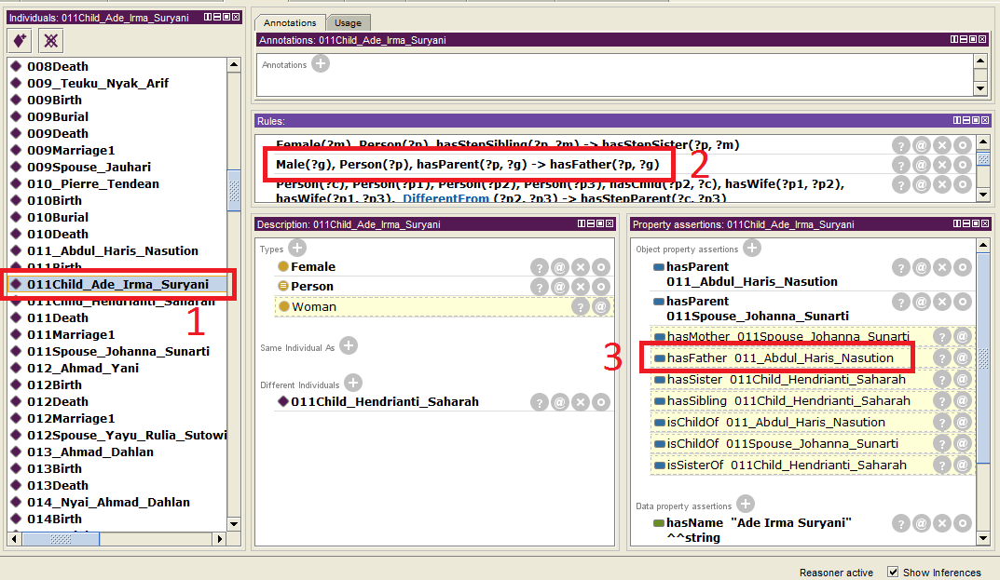 Individuals: 011Child_Ade_Irma_Suryani
008Death
009_Teuku_Nyak_Arif
009Birth
009Burial
009Death
009Marriage1
009Spouse_Jauhari
010_Pierre_Tendean
010Birth
010Burial
010Death
011_Abdul_Haris_Nasution
011Birth
011Child_Ade_Irma_Suryani
011Child_Hendrianti_Saharah
1
011Death
011Marriage1
011Spouse_Johanna_Sunarti
012_Ahmad_Yani
012Birth
012Death
012Marriage1
012Spouse_Yayu_Rulia_Sutowi
013_Ahmad_Dahlan
013Birth
013Death
014_Nyai_Ahmad_Dahlan
014Birth
Annotations Usage
Annotations: 011Child_Ade_Irma_Suryani
Annotations
Rules:
Female(?m), Person(?p), hasStepSibling(?p, ?m) -> hasStepSister(?p, ?m)
Male(?g), Person(?p), hasParent(?p, ?g) -> hasFather(?p, ?g)
2
Person(?c), Person(?p1), Person(?p2), Person(?p3), hasChild(?p2, ?c), hasWife(?p1, ?p2),
hasWife(?p1, ?p3), DifferentFrom (?p2, ?p3) -> hasStepParent(?c, ?p3)
Description: 011Child_Ade_Irma_Suryani
Types
Female
Person
Woman
Same Individual As
Different Individuals
011Child_Hendrianti_Saharah
Property assertions: 011Child_Ade_Irma_Suryani
Object property assertions
hasParent
011_Abdul_Haris_Nasution
hasParent
011Spouse_Johanna_Sunarti
hasMother 011Spouse_Johanna_Sunarti
3
hasFather 011_Abdul_Haris_Nasution
hasSister 011Child_Hendrianti_Saharah
hasSibling 011Child_Hendrianti_Saharah
isChildOf 011_Abdul_Haris_Nasution
isChildOf 011Spouse_Johanna_Sunarti
isSisterOf 011Child_Hendrianti_Saharah
Data property assertions
hasName "Ade Irma Suryani"
^^string
Reasoner active Show Inferences